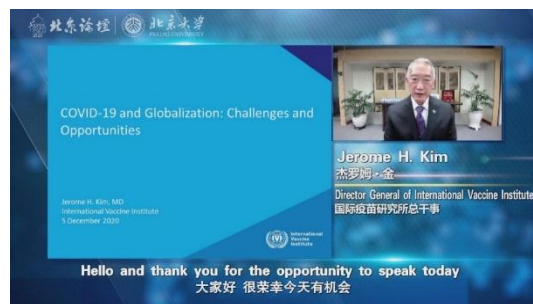 北京论坛
北京大学
PEKING UNIVERSITY
COVID-19 and Globalization: Challenges and
Opportunities
Jerome H. Kim, MD
International Vaccine Institute
5 December 2020
International
Vaccine
Institute
Jerome H. Kim
杰罗姆·金
Director General of International Vaccine Institute
国际疫苗研究所总干事
Hello and thank you for the opportunity to speak today
大家好 很荣幸今天有机会